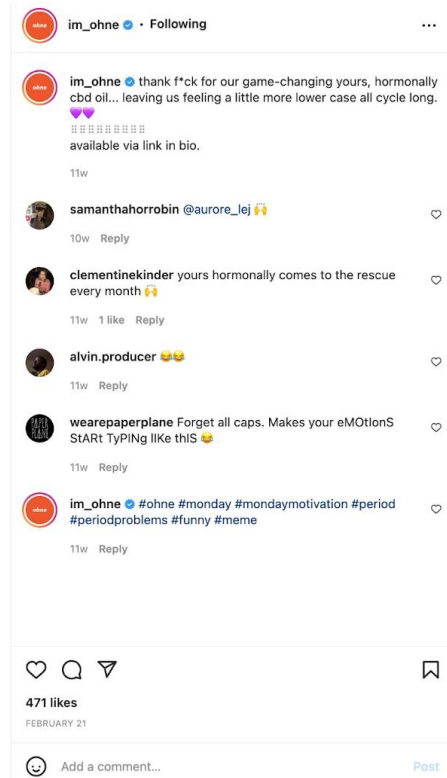 ohne im_ohne • Following
ohne im_ohne thank f*ck for our game-changing yours, hormonally
cbd oil... leaving us feeling a little more lower case all cycle long.
💜💜
⠿⠿⠿⠿⠿⠿⠿⠿⠿
available via link in bio.
11w
samanthahorrobin @aurore_lej 🙌
10w Reply
clementinekinder yours hormonally comes to the rescue
every month 🙌
11w 1 like Reply
alvin.producer 😂😂
11w Reply
PAPER
PLANE
wearepaperplane Forget all caps. Makes your eMOtIonS
StARt TyPINg lIKe thIS 😂
11w Reply
ohne im_ohne #ohne #monday #mondaymotivation #period
#periodproblems #funny #meme
11w Reply
471 likes
FEBRUARY 21
Add a comment... Post